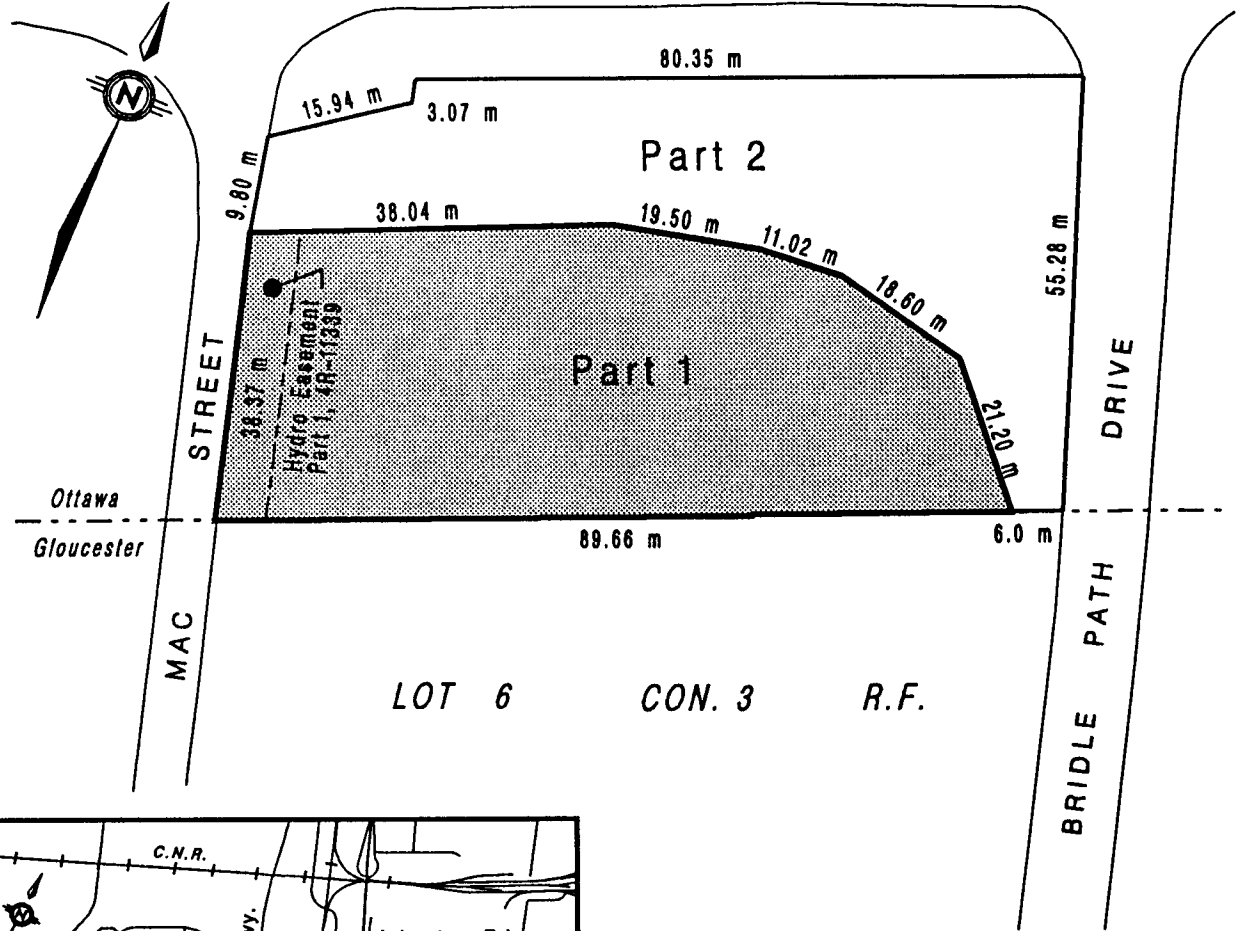 N
80.35 m
15.94 m
3.07 m
Part 2
9.80 m
38.04 m
19.50 m
11.02 m
18.60 m
55.28 m
Hydro Easement
Part 1, 4R-11339
38.37 m
Part 1
21.20 m
STREET
DRIVE
Ottawa
Gloucester
89.66 m
6.0 m
MAC
BRIDLE PATH
LOT 6 CON. 3 R.F.
C.N.R.
N
wy.